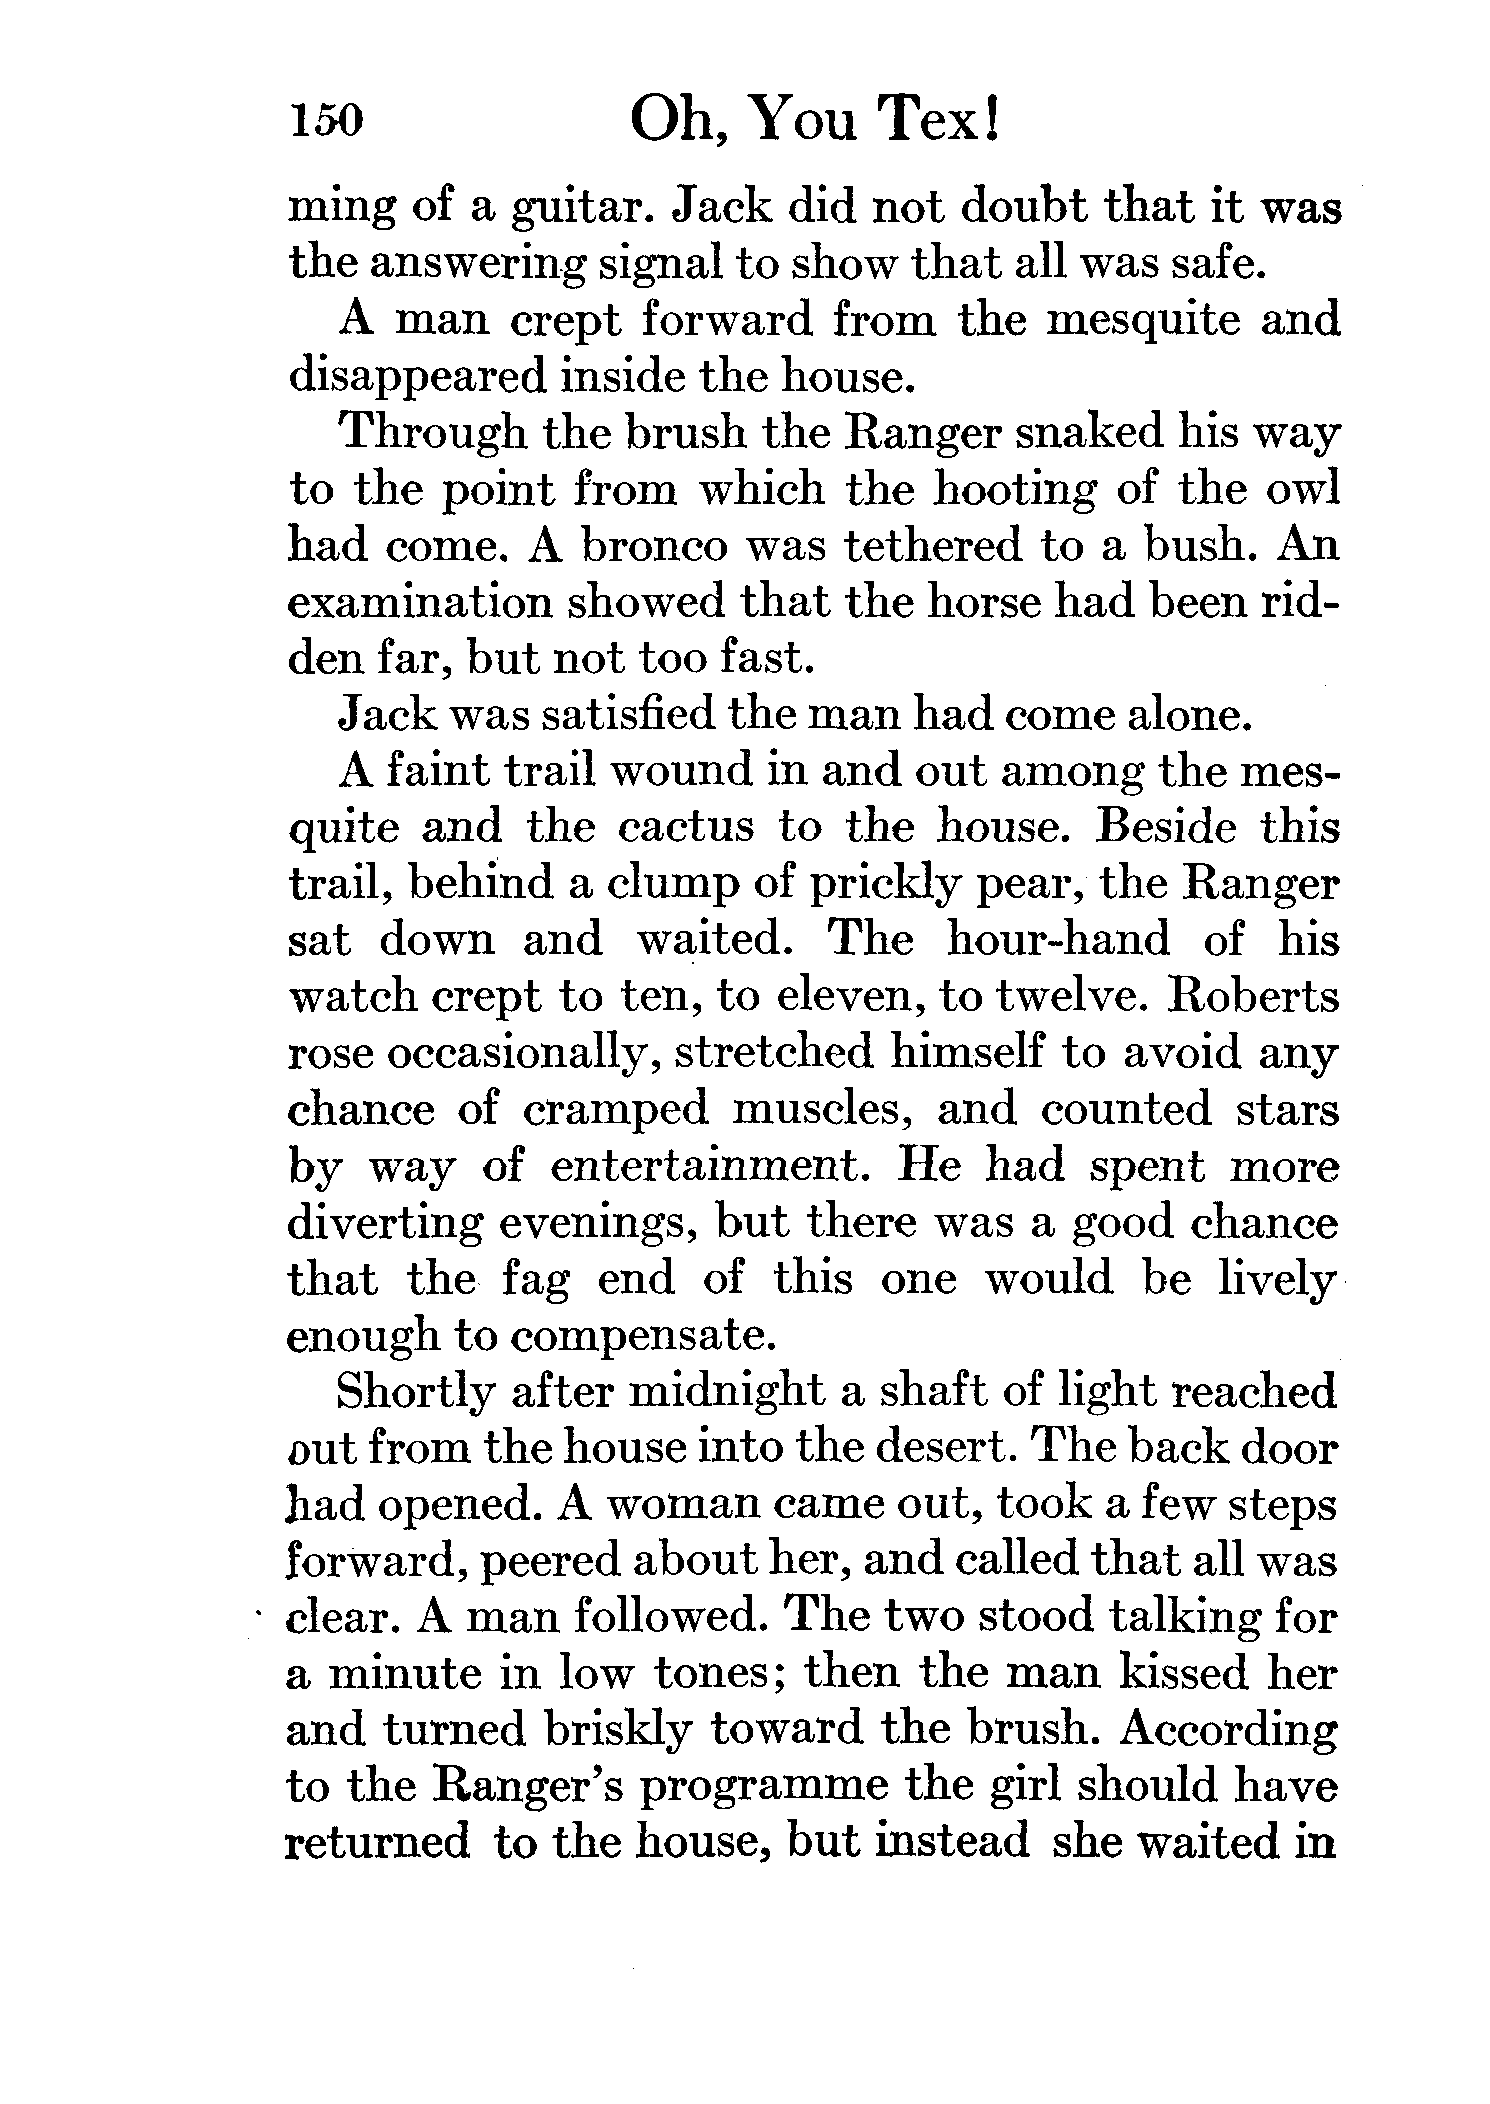 150 Oh, You Tex!
ming of a guitar. Jack did not doubt that it was
the answering signal to show that all was safe.
A man crept forward from the mesquite and
disappeared inside the house.
Through the brush the Ranger snaked his way
to the point from which the hooting of the owl
had come. A bronco was tethered to a bush. An
examination showed that the horse had been rid-
den far, but not too fast.
Jack was satisfied the man had come alone.
A faint trail wound in and out among the mes-
quite and the cactus to the house. Beside this
trail, behind a clump of prickly pear, the Ranger
sat down and waited. The hour-hand of his
watch crept to ten, to eleven, to twelve. Roberts
rose occasionally, stretched himself to avoid any
chance of cramped muscles, and counted stars
by way of entertainment. He had spent more
diverting evenings, but there was a good chance
that the fag end of this one would be lively
enough to compensate.
Shortly after midnight a shaft of light reached
out from the house into the desert. The back door
had opened. A woman came out, took a few steps
forward, peered about her, and called that all was
clear. A man followed. The two stood talking for
a minute in low tones; then the man kissed her
and turned briskly toward the brush. According
to the Ranger's programme the girl should have
returned to the house, but instead she waited in